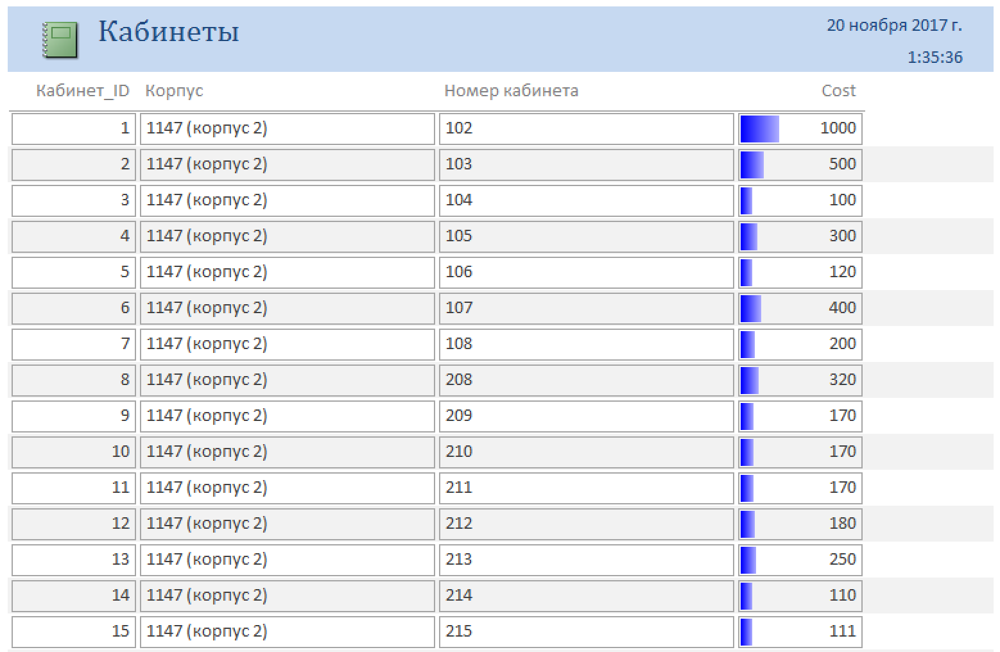 Кабинеты
20 ноября 2017 г.
1:35:36
Кабинет_ID Корпус Номер кабинета Cost
1 1147 (корпус 2) 102 1000
2 1147 (корпус 2) 103 500
3 1147 (корпус 2) 104 100
4 1147 (корпус 2) 105 300
5 1147 (корпус 2) 106 120
6 1147 (корпус 2) 107 400
7 1147 (корпус 2) 108 200
8 1147 (корпус 2) 208 320
9 1147 (корпус 2) 209 170
10 1147 (корпус 2) 210 170
11 1147 (корпус 2) 211 170
12 1147 (корпус 2) 212 180
13 1147 (корпус 2) 213 250
14 1147 (корпус 2) 214 110
15 1147 (корпус 2) 215 111